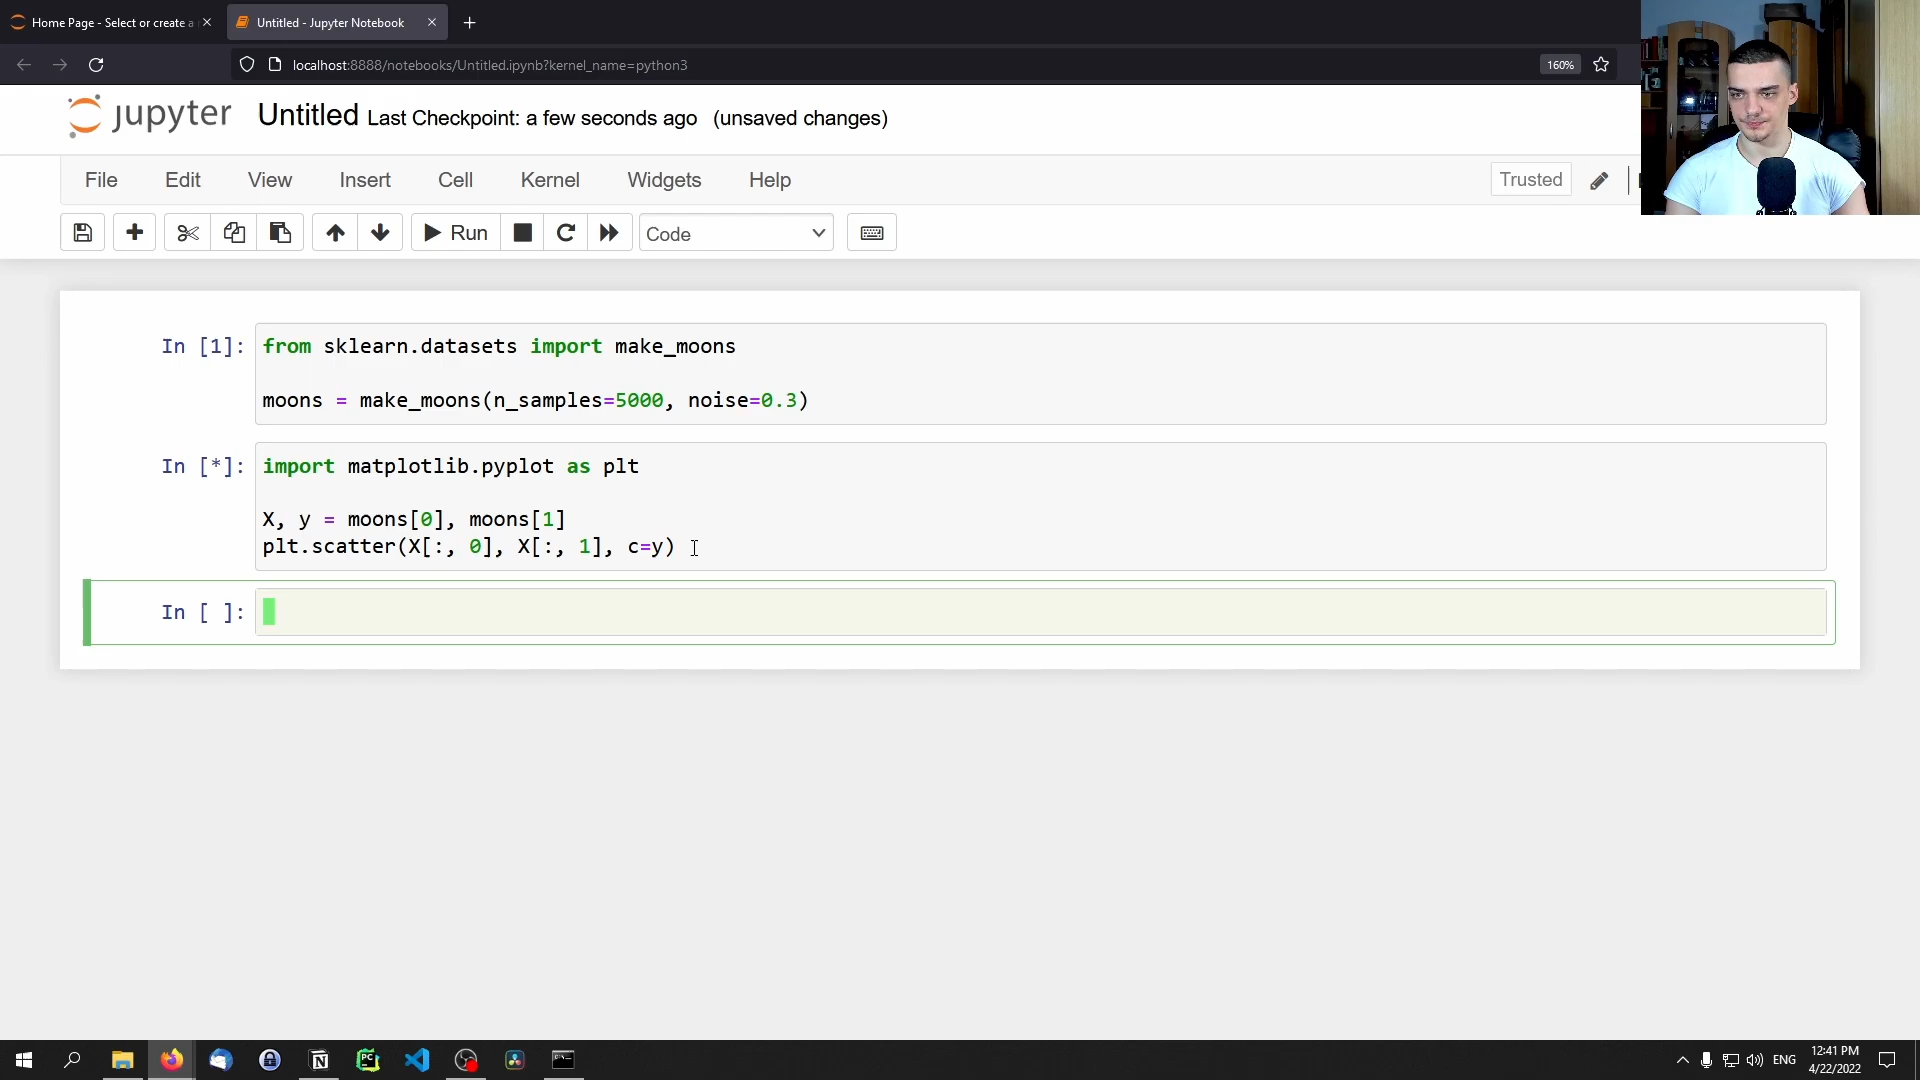 Home Page - Select or create a
Untitled - Jupyter Notebook
localhost:8888/notebooks/Untitled.ipynb?kernel_name=python3
160%
jupyter Untitled Last Checkpoint: a few seconds ago (unsaved changes)
File Edit View Insert Cell Kernel Widgets Help
Trusted
Run
Code
In [1]: from sklearn.datasets import make_moons
moons = make_moons(n_samples=5000, noise=0.3)
In [*]: import matplotlib.pyplot as plt
X, y = moons[0], moons[1]
plt.scatter(X[:, 0], X[:, 1], c=y)
In [ ]:
ENG
12:41 PM
4/22/2022